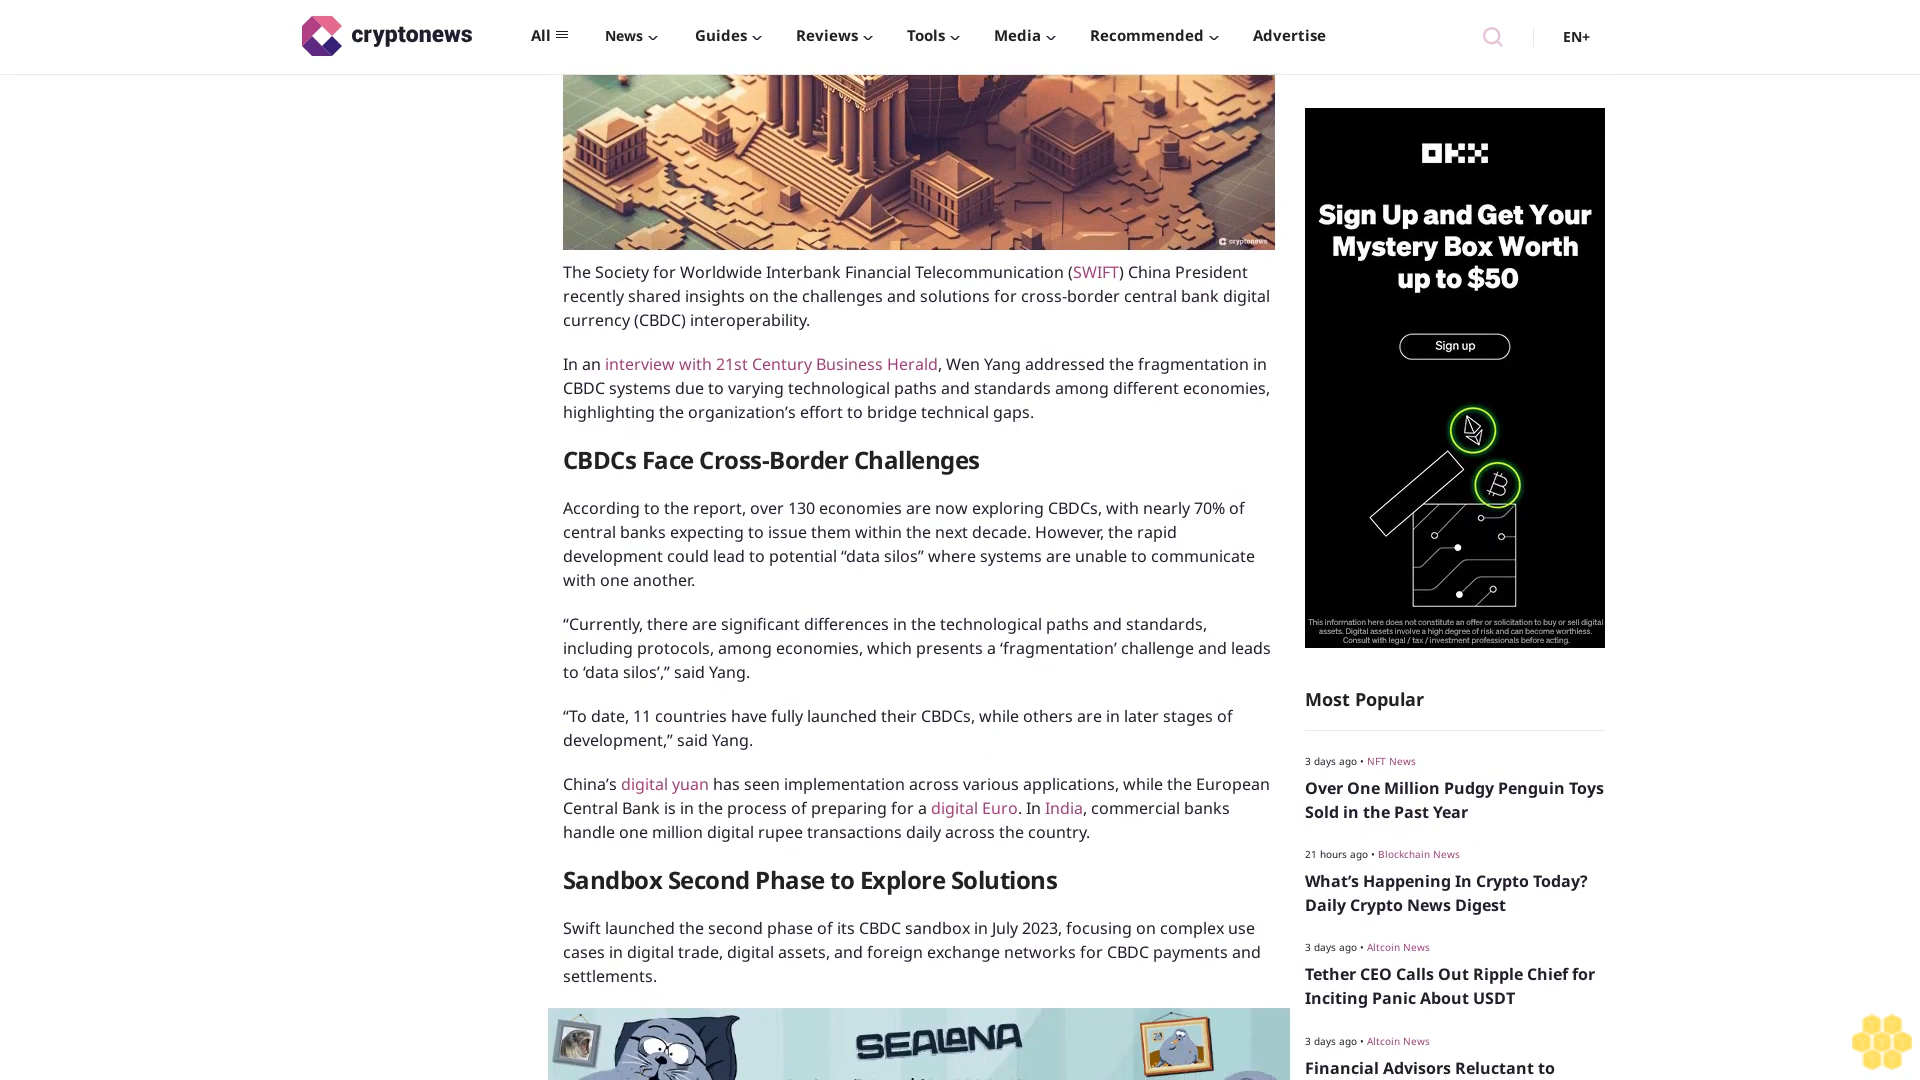 cryptonews
All
News
Guides
Reviews
Tools
Media
Recommended
Advertise
EN+
cryptonews
The Society for Worldwide Interbank Financial Telecommunication (SWIFT) China President
recently shared insights on the challenges and solutions for cross-border central bank digital
currency (CBDC) interoperability.
In an interview with 21st Century Business Herald, Wen Yang addressed the fragmentation in
CBDC systems due to varying technological paths and standards among different economies,
highlighting the organization’s effort to bridge technical gaps.
CBDCs Face Cross-Border Challenges
According to the report, over 130 economies are now exploring CBDCs, with nearly 70% of
central banks expecting to issue them within the next decade. However, the rapid
development could lead to potential “data silos” where systems are unable to communicate
with one another.
“Currently, there are significant differences in the technological paths and standards,
including protocols, among economies, which presents a ‘fragmentation’ challenge and leads
to ‘data silos’,” said Yang.
“To date, 11 countries have fully launched their CBDCs, while others are in later stages of
development,” said Yang.
China’s digital yuan has seen implementation across various applications, while the European
Central Bank is in the process of preparing for a digital Euro. In India, commercial banks
handle one million digital rupee transactions daily across the country.
Sandbox Second Phase to Explore Solutions
Swift launched the second phase of its CBDC sandbox in July 2023, focusing on complex use
cases in digital trade, digital assets, and foreign exchange networks for CBDC payments and
settlements.
SEALANA
OKX
Sign Up and Get Your
Mystery Box Worth
up to $50
Sign up
This information here does not constitute an offer or solicitation to buy or sell digital
assets. Digital assets involve a high degree of risk and can become worthless.
Consult with legal / tax / investment professionals before acting.
Most Popular
3 days ago • NFT News
Over One Million Pudgy Penguin Toys
Sold in the Past Year
21 hours ago • Blockchain News
What’s Happening In Crypto Today?
Daily Crypto News Digest
3 days ago • Altcoin News
Tether CEO Calls Out Ripple Chief for
Inciting Panic About USDT
3 days ago • Altcoin News
Financial Advisors Reluctant to